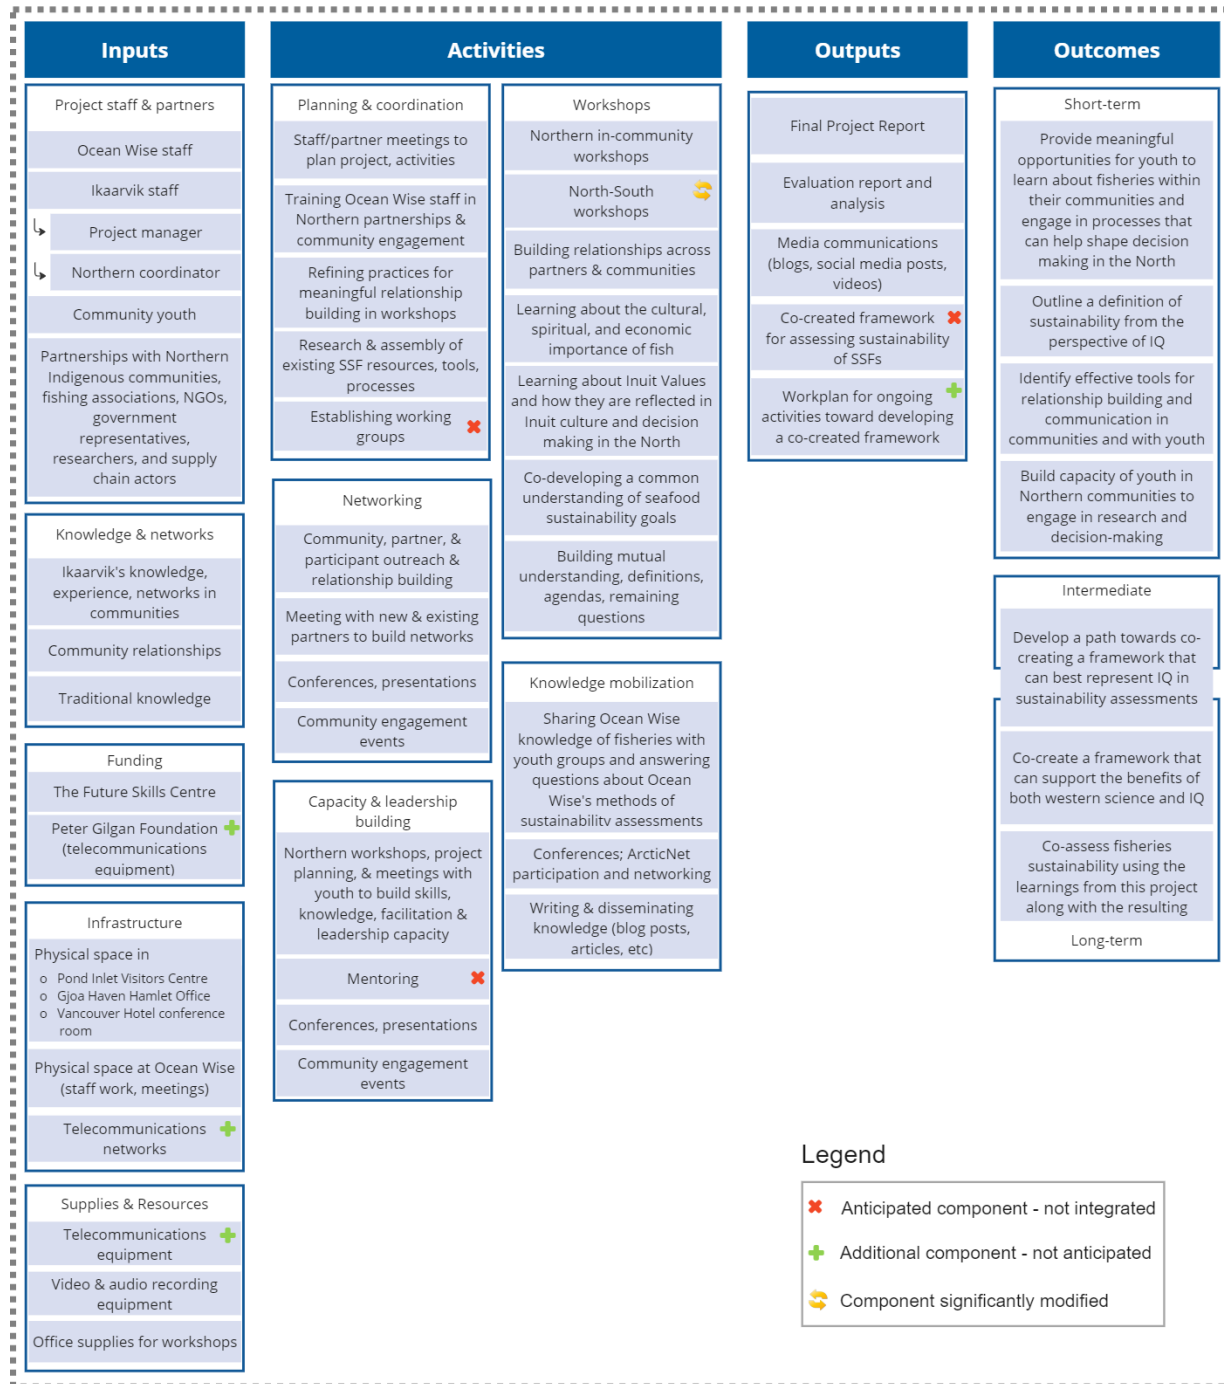 Inputs
Project staff & partners
Ocean Wise staff
Ikaarvik staff
Project manager
Northern coordinator
Community youth
Partnerships with Northern
Indigenous communities,
fishing associations, NGOs,
government
representatives,
researchers, and supply
chain actors
Knowledge & networks
Ikaarvik's knowledge,
experience, networks in
communities
Community relationships
Traditional knowledge
Funding
The Future Skills Centre
Peter Gilgan Foundation
(telecommunications
equipment)
Infrastructure
Physical space in
o Pond Inlet Visitors Centre
o Gjoa Haven Hamlet Office
o Vancouver Hotel conference
room
Physical space at Ocean Wise
(staff work, meetings)
Telecommunications
networks
Supplies & Resources
Telecommunications
equipment
Video & audio recording
equipment
Office supplies for workshops
Activities
Planning & coordination
Staff/partner meetings to
plan project, activities
Training Ocean Wise staff in
Northern partnerships &
community engagement
Refining practices for
meaningful relationship
building in workshops
Research & assembly of
existing SSF resources, tools,
processes
Establishing working
groups
Networking
Community, partner, &
participant outreach &
relationship building
Meeting with new & existing
partners to build networks
Conferences, presentations
Community engagement
events
Capacity & leadership
building
Northern workshops, project
planning, & meetings with
youth to build skills,
knowledge, facilitation &
leadership capacity
Mentoring
Conferences, presentations
Community engagement
events
Workshops
Northern in-community
workshops
North-South
workshops
Building relationships across
partners & communities
Learning about the cultural,
spiritual, and economic
importance of fish
Learning about Inuit Values
and how they are reflected in
Inuit culture and decision
making in the North
Co-developing a common
understanding of seafood
sustainability goals
Building mutual
understanding, definitions,
agendas, remaining
questions
Knowledge mobilization
Sharing Ocean Wise
knowledge of fisheries with
youth groups and answering
questions about Ocean
Wise's methods of
sustainability assessments
Conferences; ArcticNet
participation and networking
Writing & disseminating
knowledge (blog posts,
articles, etc)
Outputs
Final Project Report
Evaluation report and
analysis
Media communications
(blogs, social media posts,
videos)
Co-created framework
for assessing sustainability
of SSFs
Workplan for ongoing
activities toward developing
a co-created framework
Outcomes
Short-term
Provide meaningful
opportunities for youth to
learn about fisheries within
their communities and
engage in processes that
can help shape decision
making in the North
Outline a definition of
sustainability from the
perspective of IQ
Identify effective tools for
relationship building and
communication in
communities and with youth
Build capacity of youth in
Northern communities to
engage in research and
decision-making
Intermediate
Develop a path towards co-
creating a framework that
can best represent IQ in
sustainability assessments
Co-create a framework that
can support the benefits of
both western science and IQ
Co-assess fisheries
sustainability using the
learnings from this project
along with the resulting
Long-term
Legend
Anticipated component - not integrated
Additional component - not anticipated
Component significantly modified